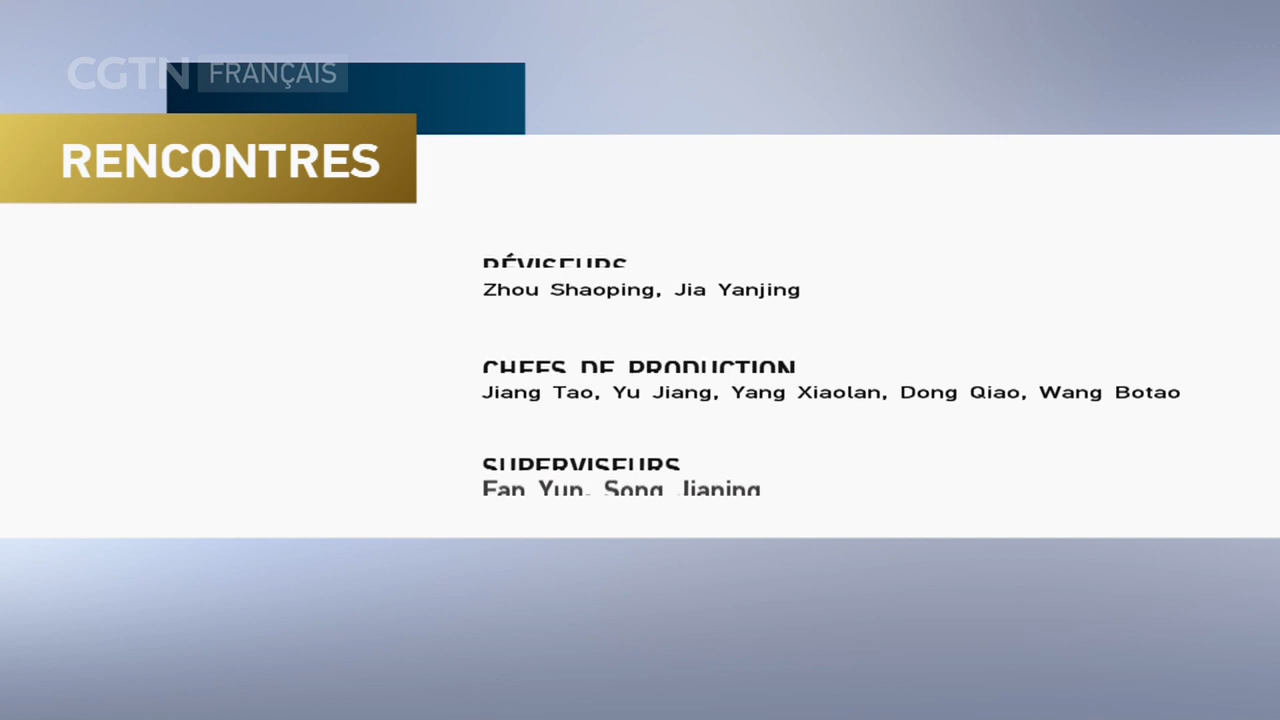 CGTN FRANÇAIS
RENCONTRES
RÉVISEURS
Zhou Shaoping, Jia Yanjing
CHEFS DE PRODUCTION
Jiang Tao, Yu Jiang, Yang Xiaolan, Dong Qiao, Wang Botao
SUPERVISEURS
Fan Yun, Song Jianing